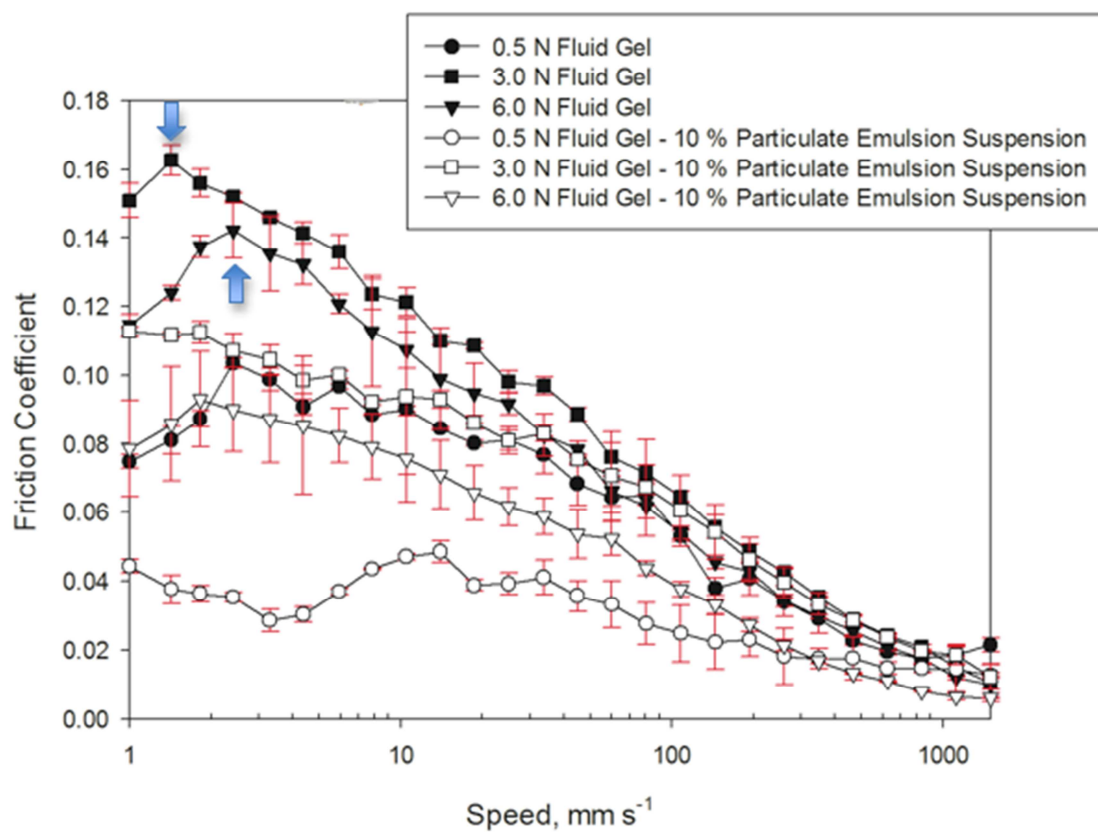 0.5 N Fluid Gel
3.0 N Fluid Gel
6.0 N Fluid Gel
0.5 N Fluid Gel - 10 % Particulate Emulsion Suspension
3.0 N Fluid Gel - 10 % Particulate Emulsion Suspension
6.0 N Fluid Gel - 10 % Particulate Emulsion Suspension
0.18
0.16
0.14
0.12
0.10
0.08
0.06
0.04
0.02
0.00
Friction Coefficient
1 10 100 1000
Speed, mm s⁻¹